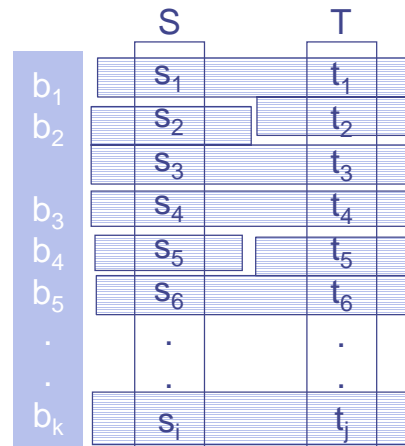 S T
b₁ s₁ t₁
b₂ s₂ t₂
s₃ t₃
b₃ s₄ t₄
b₄ s₅ t₅
b₅ s₆ t₆
. . .
. . .
bₖ sᵢ tⱼ